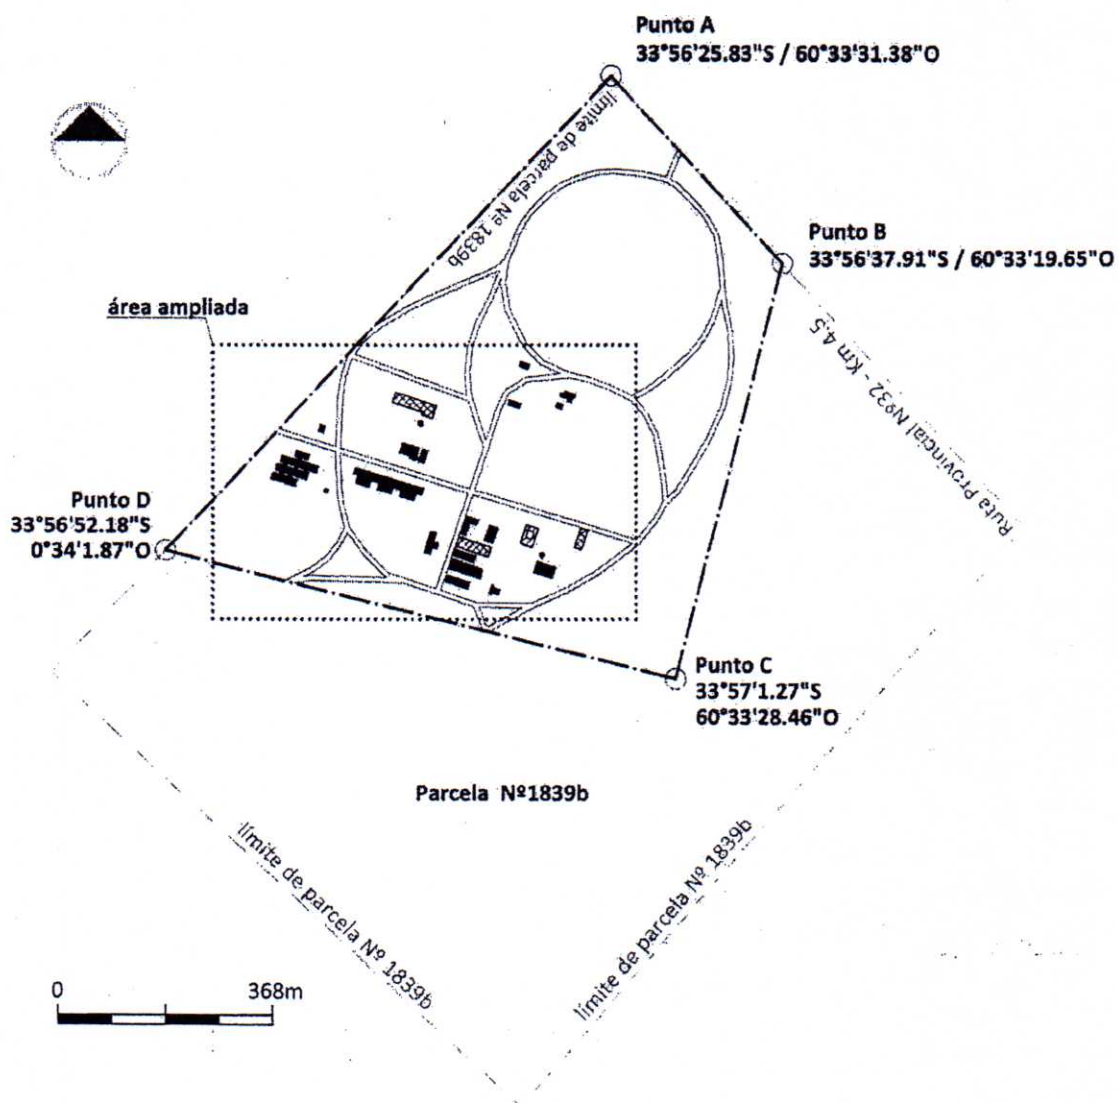 Punto A
33°56'25.83"S / 60°33'31.38"O
límite de parcela Nº 1839b
Punto B
33°56'37.91"S / 60°33'19.65"O
área ampliada
Ruta Provincial Nº32 - Km 4,5
Punto D
33°56'52.18"S
0°34'1.87"O
Punto C
33°57'1.27"S
60°33'28.46"O
Parcela Nº1839b
límite de parcela Nº 1839b
límite de parcela Nº 1839b
0 368m